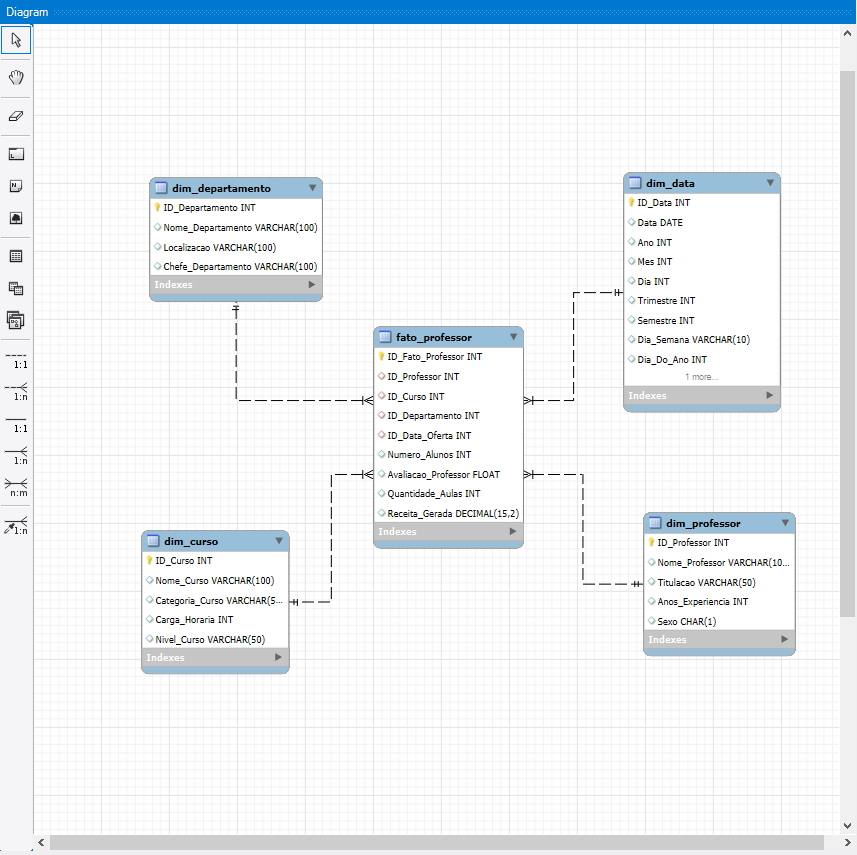 Diagram
1:1
1:n
1:1
1:n
n:m
1:n
dim_departamento
ID_Departamento INT
Nome_Departamento VARCHAR(100)
Localizacao VARCHAR(100)
Chefe_Departamento VARCHAR(100)
Indexes
dim_data
ID_Data INT
Data DATE
Ano INT
Mes INT
Dia INT
Trimestre INT
Semestre INT
Dia_Semana VARCHAR(10)
Dia_Do_Ano INT
1 more...
Indexes
fato_professor
ID_Fato_Professor INT
ID_Professor INT
ID_Curso INT
ID_Departamento INT
ID_Data_Oferta INT
Numero_Alunos INT
Avaliacao_Professor FLOAT
Quantidade_Aulas INT
Receita_Gerada DECIMAL(15,2)
Indexes
dim_curso
ID_Curso INT
Nome_Curso VARCHAR(100)
Categoria_Curso VARCHAR(5...
Carga_Horaria INT
Nivel_Curso VARCHAR(50)
Indexes
dim_professor
ID_Professor INT
Nome_Professor VARCHAR(10...
Titulacao VARCHAR(50)
Anos_Experiencia INT
Sexo CHAR(1)
Indexes